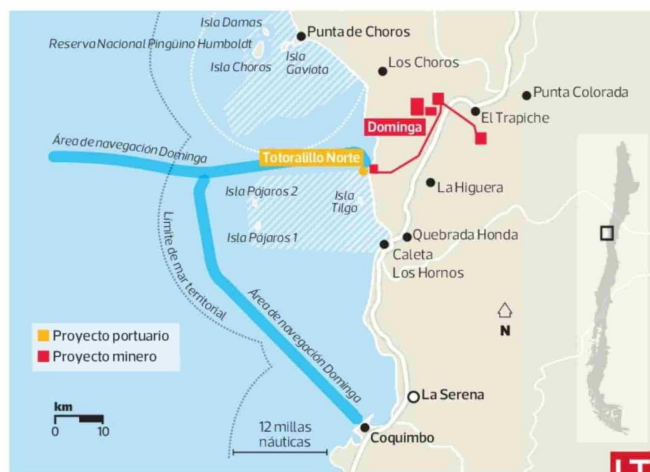 Isla Damas
Punta de Choros
Reserva Nacional Pingüino Humboldt
Isla Choros
Isla
Gaviota
Los Choros
Punta Colorada
Dominga
El Trapiche
Área de navegación Dominga
Totoralillo Norte
Isla Pájaros 2
Isla
Tilgo
La Higuera
Isla Pájaros 1
Quebrada Honda
Caleta
Los Hornos
Límite de mar territorial
Área de navegación Dominga
Proyecto portuario
Proyecto minero
N
km
0 10
La Serena
12 millas
náuticas
Coquimbo
LT